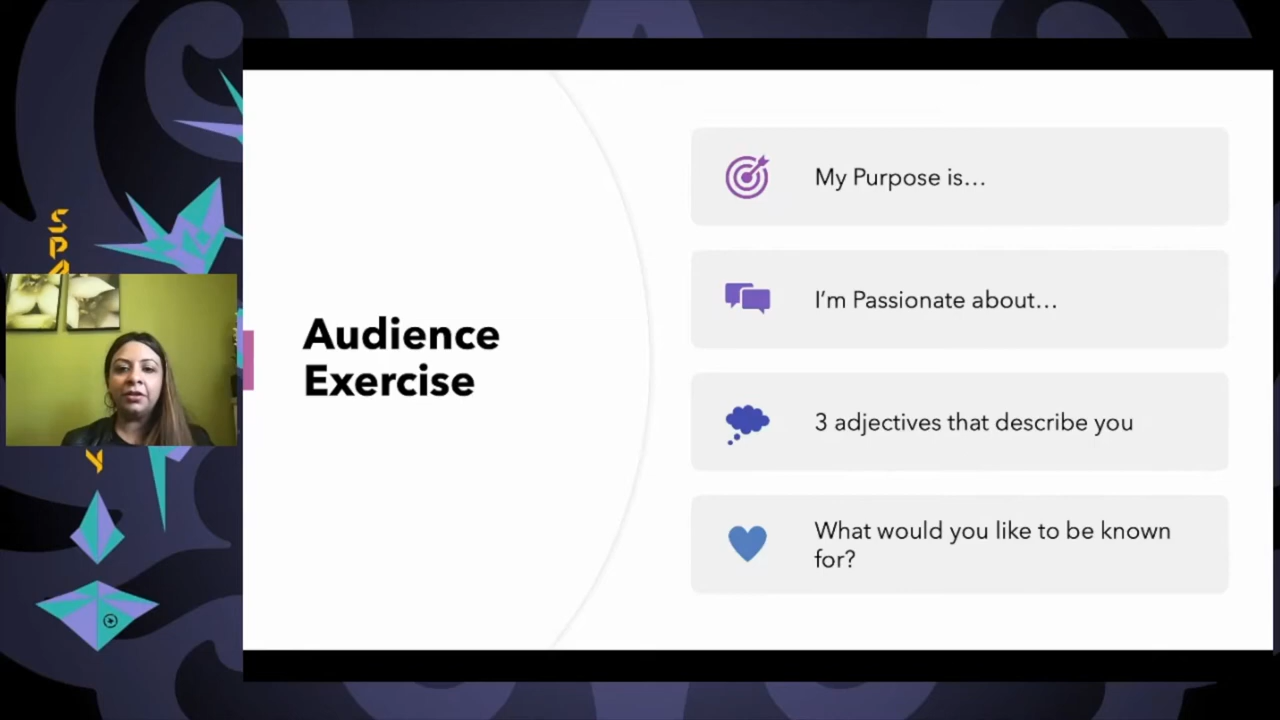 Audience
Exercise
My Purpose is…
I’m Passionate about…
3 adjectives that describe you
What would you like to be known
for?